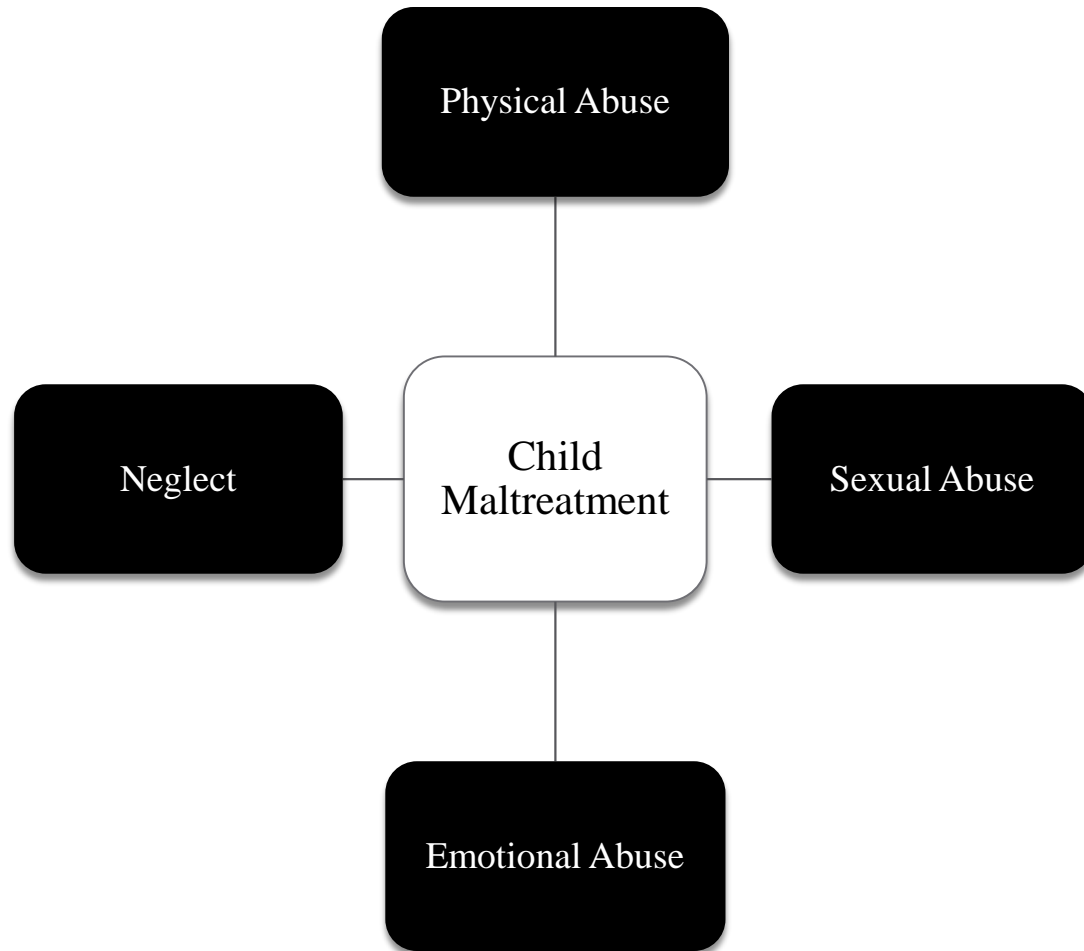 Physical Abuse
Neglect
Child
Maltreatment
Sexual Abuse
Emotional Abuse